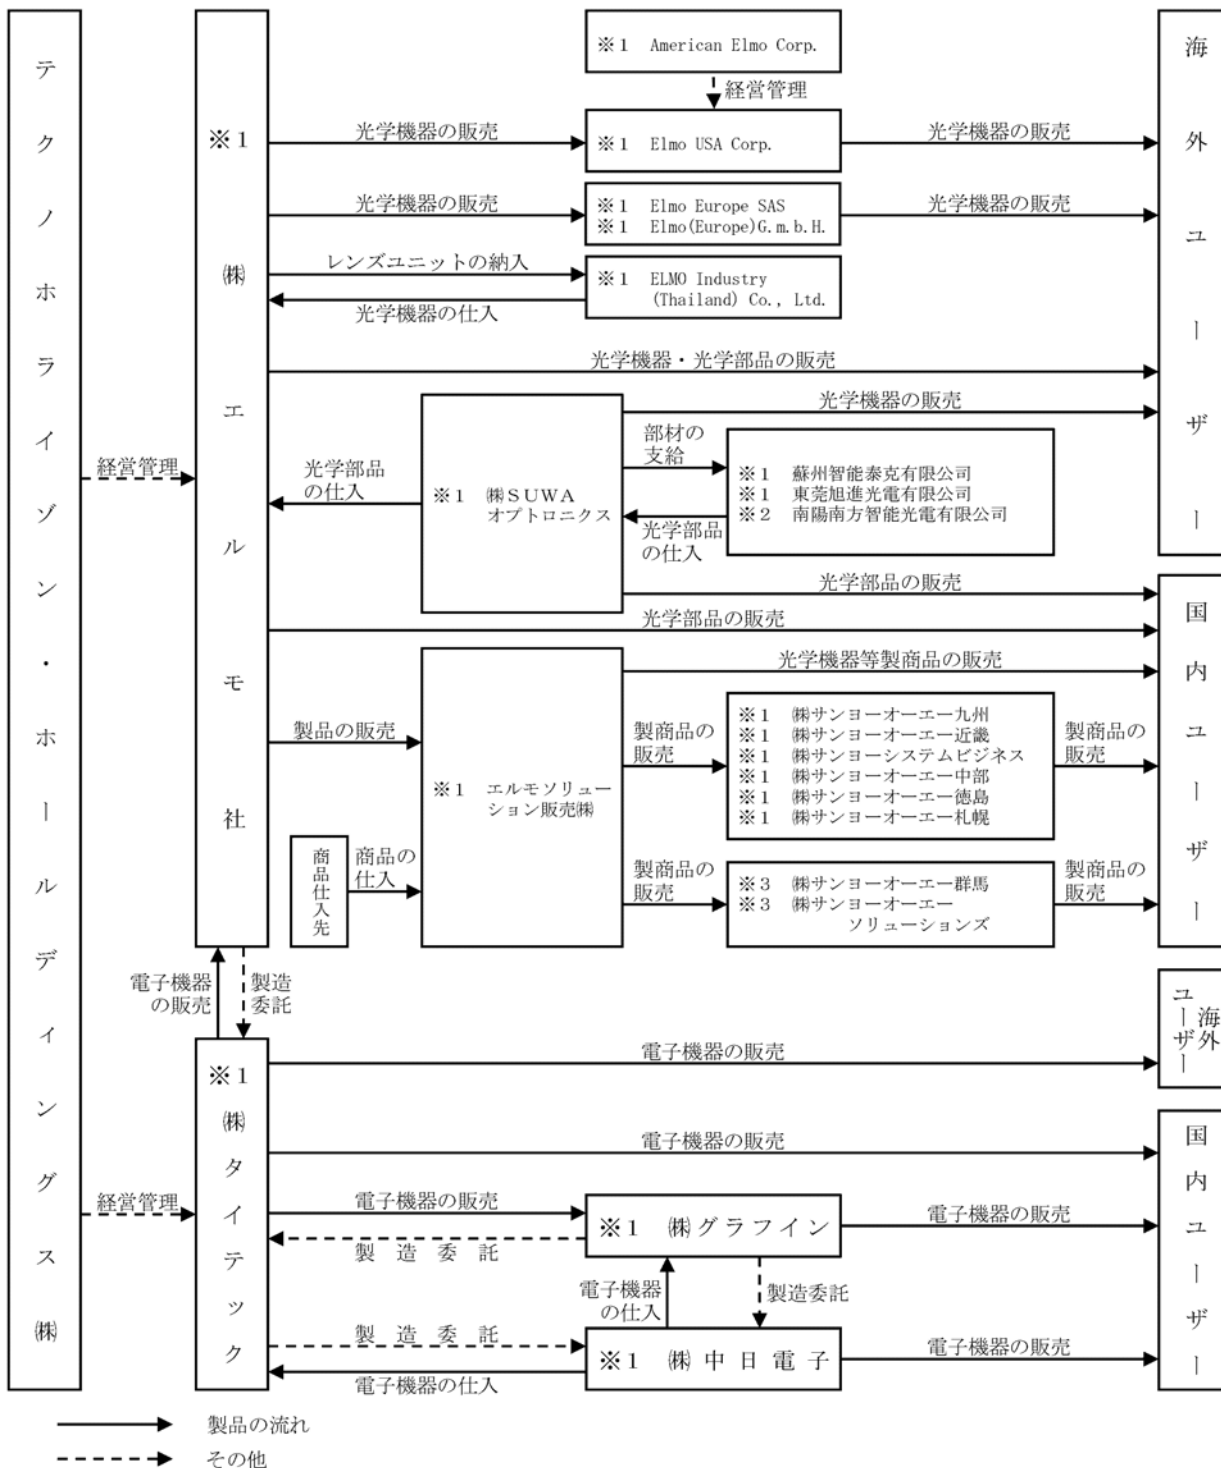 テクノホライゾン・ホールディングス㈱
※1 ㈱エルモ社
※1 American Elmo Corp.
経営管理
光学機器の販売
※1 Elmo USA Corp.
光学機器の販売
光学機器の販売
※1 Elmo Europe SAS
※1 Elmo(Europe)G.m.b.H.
光学機器の販売
レンズユニットの納入
※1 ELMO Industry
(Thailand) Co., Ltd.
光学機器の仕入
海外ユーザー
光学機器・光学部品の販売
光学機器の販売
経営管理
光学部品
の仕入
※1 ㈱SUWA
オプトロニクス
部材の
支給
※1 蘇州智能泰克有限公司
※1 東莞旭進光電有限公司
※2 南陽南方智能光電有限公司
光学部品
の仕入
光学部品の販売
光学部品の販売
国内ユーザー
光学機器等製商品の販売
製品の販売
※1 エルモソリュー
ション販売㈱
製商品の
販売
※1 ㈱サンヨーオーエー九州
※1 ㈱サンヨーオーエー近畿
※1 ㈱サンヨーシステムビジネス
※1 ㈱サンヨーオーエー中部
※1 ㈱サンヨーオーエー徳島
※1 ㈱サンヨーオーエー札幌
製商品の
販売
商品仕入先
商品の
仕入
製商品の
販売
※3 ㈱サンヨーオーエー群馬
※3 ㈱サンヨーオーエー
ソリューションズ
製商品の
販売
電子機器
の販売
製造
委託
海外
ユーザー
※1 ㈱タイテック
電子機器の販売
電子機器の販売
国内ユーザー
経営管理
電子機器の販売
※1 ㈱グラフイン
電子機器の販売
製造委託
電子機器
の仕入
製造委託
製造委託
※1 ㈱中日電子
電子機器の販売
電子機器の仕入
製品の流れ
その他